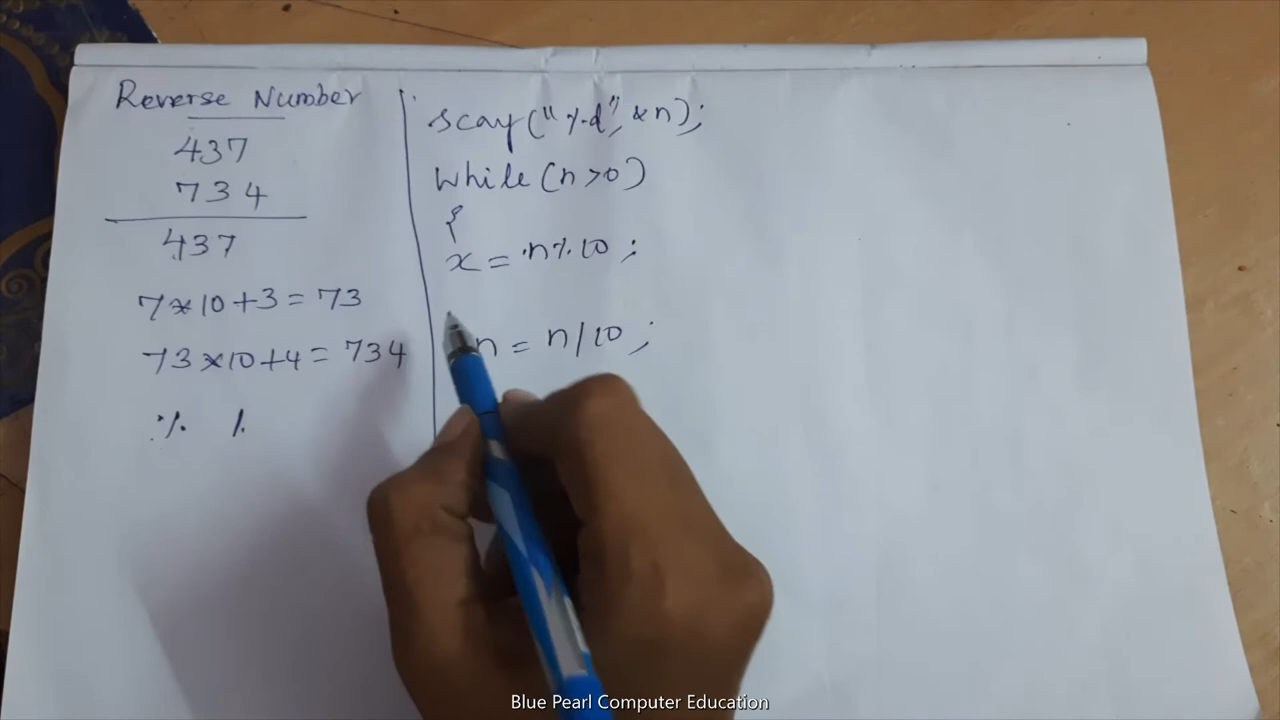 Reverse Number
437
734
437
7*10+3=73
73*10+4=734
% /.
scanf("%d", &n);
while(n>0)
{
x = n%10;
n = n/10;
Blue Pearl Computer Education